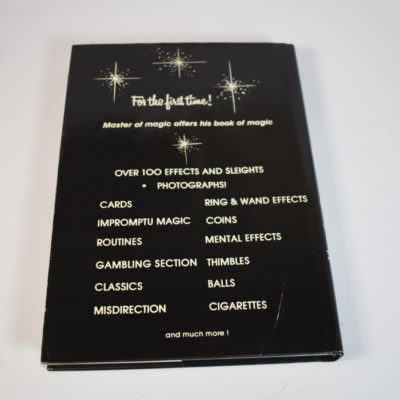 For the first time!
Master of magic offers his book of magic
OVER 100 EFFECTS AND SLEIGHTS
▪ PHOTOGRAPHS!
CARDS RING & WAND EFFECTS
IMPROMPTU MAGIC COINS
ROUTINES MENTAL EFFECTS
GAMBLING SECTION THIMBLES
CLASSICS BALLS
MISDIRECTION CIGARETTES
and much more !